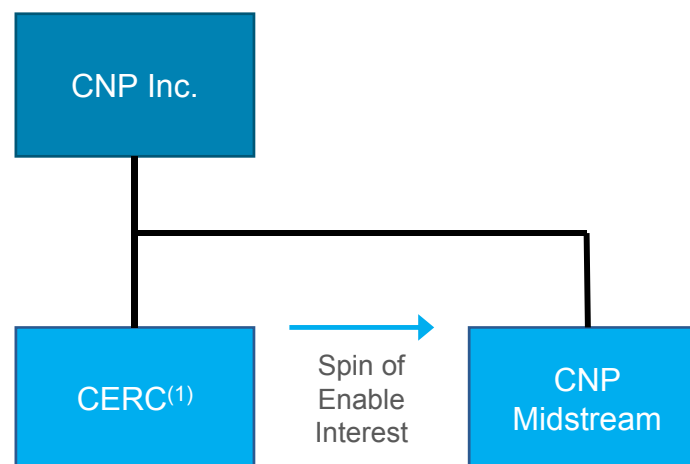 CNP Inc.
CERC(1)
Spin of
Enable
Interest
CNP
Midstream